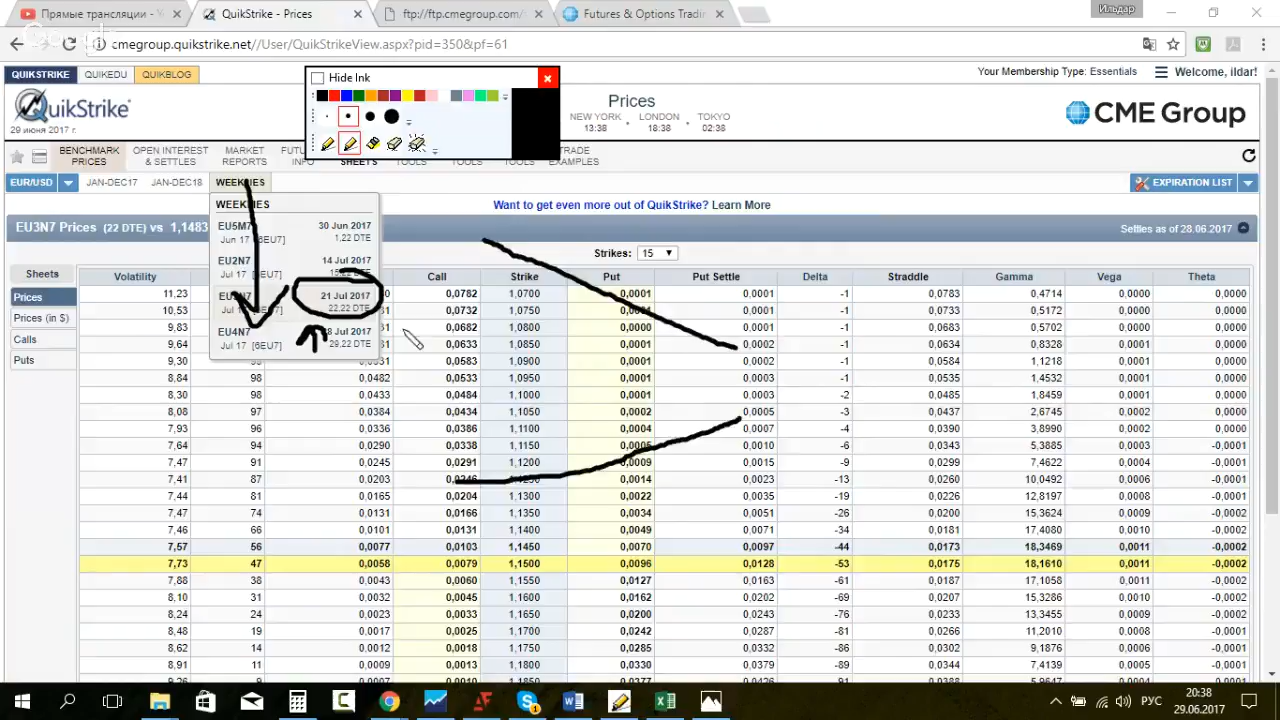 Прямые трансляции - Y
QuikStrike - Prices
ftp://ftp.cmegroup.com/
Futures & Options Tradin
Ильдар
Google
cmegroup.quikstrike.net//User/QuikStrikeView.aspx?pid=350&pf=61
QUIKSTRIKE QUIKEDU QUIKBLOG
Your Membership Type: Essentials
Welcome, ildar!
Hide Ink
QuikStrike
29 июня 2017 г.
Prices
NEW YORK LONDON TOKYO
13:38 18:38 02:38
CME Group
BENCHMARK PRICES
OPEN INTEREST & SETTLES
MARKET REPORTS
INFO
SHEETS
TOOLS
TOOLS
TOOLS
TRADE EXAMPLES
EUR/USD JAN-DEC17 JAN-DEC18 WEEKLIES
EXPIRATION LIST
WEEKLIES
EU5M7 30 Jun 2017
Jun 17 [6EU7] 1,22 DTE
EU2N7 14 Jul 2017
Jul 17 [6EU7] 15,22 DTE
21 Jul 2017
22,22 DTE
EU4N7 28 Jul 2017
Jul 17 [6EU7] 29,22 DTE
Want to get even more out of QuikStrike? Learn More
EU3N7 Prices (22 DTE) vs 1,1483
Settles as of 28.06.2017
Strikes: 15
Sheets
Prices
Prices (in $)
Calls
Puts
Volatility Call Strike Put Put Settle Delta Straddle Gamma Vega Theta
11,23 0,0782 1,0700 0,0001 0,0001 -1 0,0783 0,4714 0,0000 0,0000
10,53 0,0732 1,0750 0,0001 0,0001 -1 0,0733 0,5172 0,0000 0,0000
9,83 0,0682 1,0800 0,0000 0,0001 -1 0,0683 0,5702 0,0000 0,0000
9,64 0,0633 1,0850 0,0001 0,0002 -1 0,0634 0,8332 0,0001 0,0000
9,30 0,0583 1,0900 0,0001 0,0002 -1 0,0584 1,1218 0,0001 0,0000
8,84 98 0,0482 0,0533 1,0950 0,0001 0,0003 -1 0,0535 1,4532 0,0001 0,0000
8,30 98 0,0433 0,0484 1,1000 0,0001 0,0003 -2 0,0485 1,8459 0,0001 0,0000
8,08 97 0,0384 0,0434 1,1050 0,0002 0,0005 -3 0,0437 2,6745 0,0002 0,0000
7,93 96 0,0336 0,0386 1,1100 0,0004 0,0007 -4 0,0390 3,8990 0,0002 0,0000
7,64 94 0,0290 0,0338 1,1150 0,0005 0,0010 -6 0,0343 5,3885 0,0003 -0,0001
7,47 91 0,0245 0,0291 1,1200 0,0009 0,0015 -9 0,0299 7,4622 0,0004 -0,0001
7,41 87 0,0203 0,0246 1,1250 0,0014 0,0023 -13 0,0260 10,0492 0,0006 -0,0001
7,44 81 0,0165 0,0204 1,1300 0,0022 0,0035 -19 0,0226 12,8197 0,0008 -0,0001
7,47 74 0,0131 0,0166 1,1350 0,0034 0,0051 -26 0,0200 15,3624 0,0009 -0,0002
7,46 66 0,0101 0,0131 1,1400 0,0049 0,0071 -34 0,0181 17,4080 0,0010 -0,0002
7,57 56 0,0077 0,0103 1,1450 0,0070 0,0097 -44 0,0173 18,3469 0,0011 -0,0002
7,73 47 0,0058 0,0079 1,1500 0,0096 0,0128 -53 0,0175 18,1610 0,0011 -0,0002
7,88 38 0,0043 0,0060 1,1550 0,0127 0,0163 -61 0,0187 17,1058 0,0010 -0,0002
8,10 31 0,0032 0,0045 1,1600 0,0162 0,0202 -69 0,0207 15,3286 0,0010 -0,0002
8,24 24 0,0023 0,0033 1,1650 0,0200 0,0243 -76 0,0233 13,3455 0,0009 -0,0002
8,48 19 0,0017 0,0025 1,1700 0,0242 0,0287 -81 0,0266 11,2010 0,0008 -0,0001
8,62 14 0,0012 0,0018 1,1750 0,0285 0,0332 -86 0,0302 9,1876 0,0006 -0,0001
8,91 11 0,0009 0,0013 1,1800 0,0330 0,0379 -89 0,0344 7,4139 0,0005 -0,0001
РУС
20:38
29.06.2017